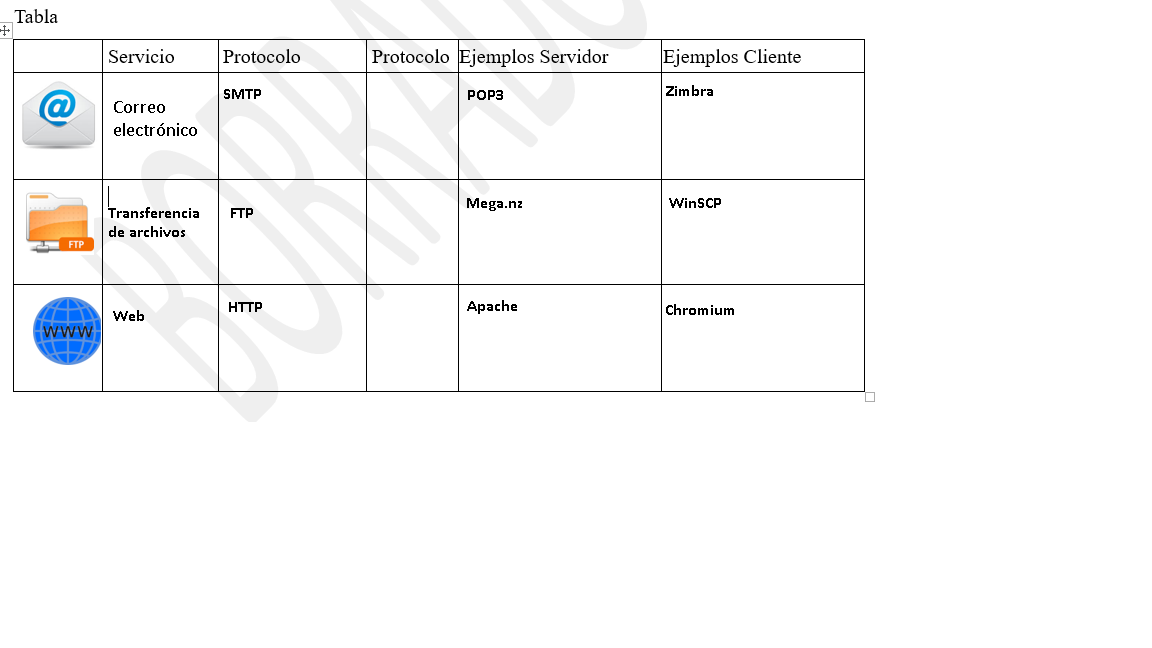 Tabla
Servicio Protocolo Protocolo Ejemplos Servidor Ejemplos Cliente
@ Correo electrónico SMTP POP3 Zimbra
FTP Transferencia de archivos FTP Mega.nz WinSCP
WWW Web HTTP Apache Chromium
BORRADOR